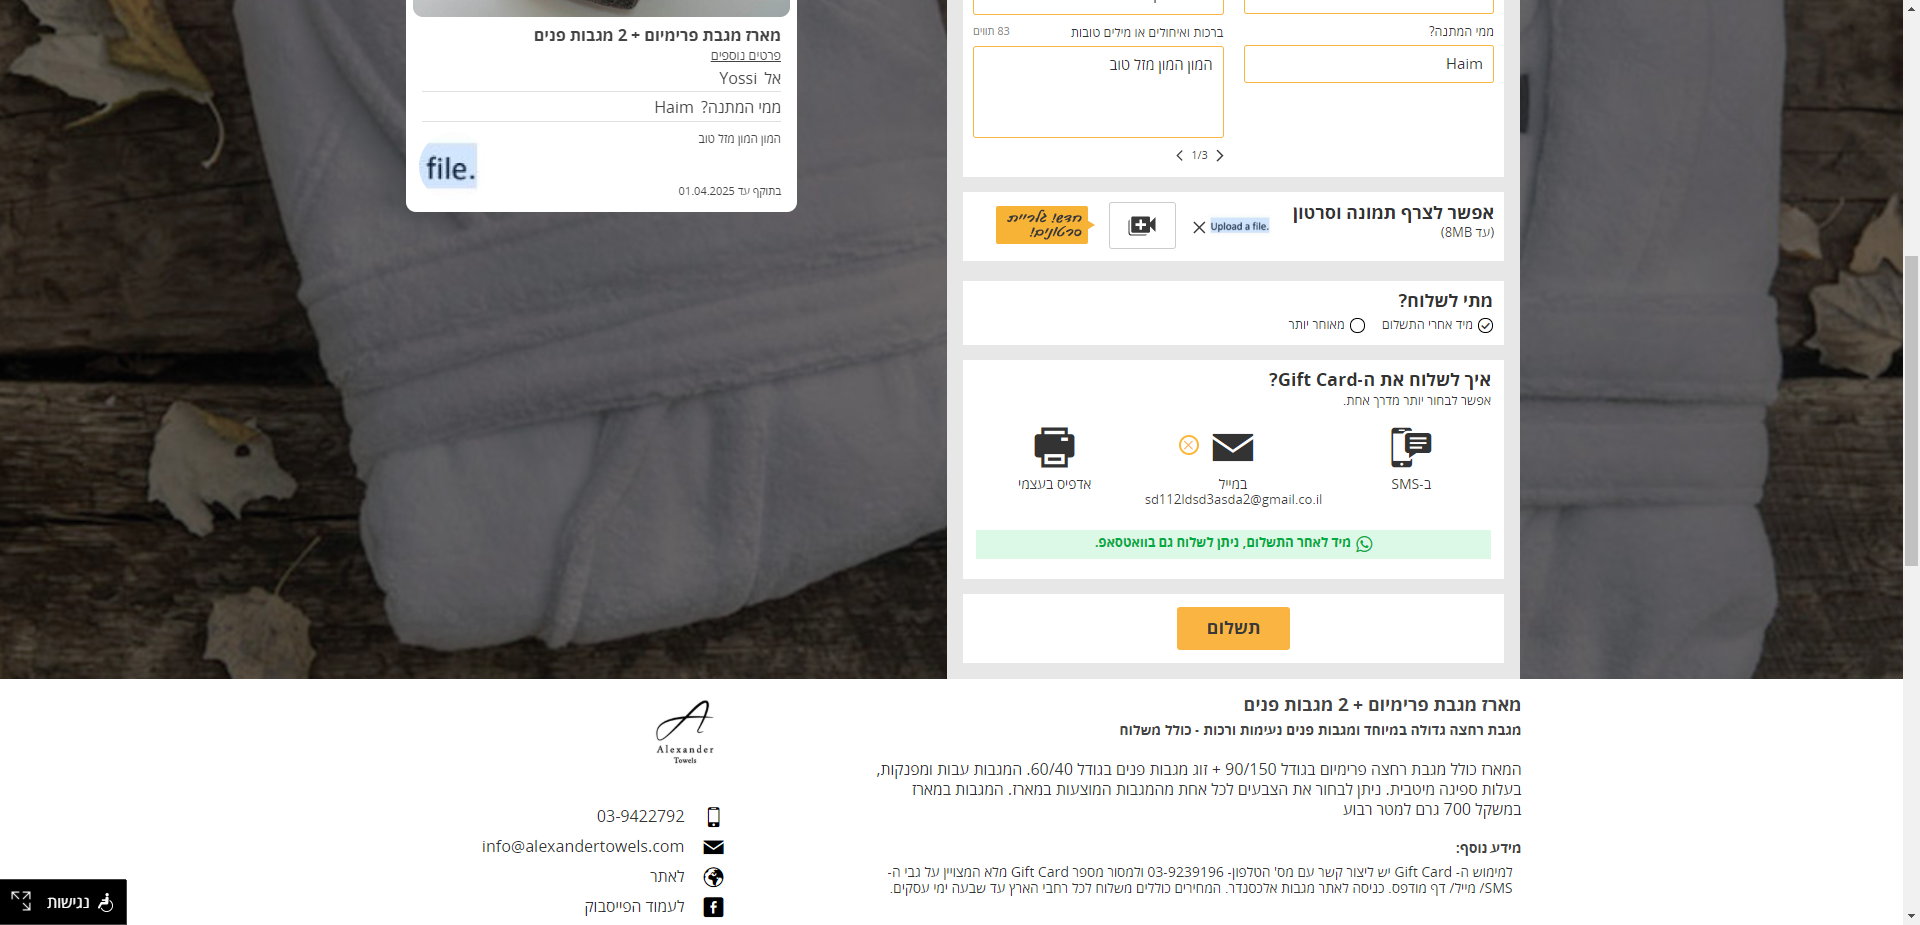 ממי המתנה?
Haim
ברכות ואיחולים או מילים טובות
83 תווים
המון המון מזל טוב
1/3
אפשר לצרף תמונה וסרטון
(עד 8MB)
Upload a file.
חדש! גלריית
סרטונים!
מתי לשלוח?
מיד אחרי התשלום
מאוחר יותר
איך לשלוח את ה-Gift Card?
אפשר לבחור יותר מדרך אחת.
ב-SMS
במייל
sd112ldsd3asda2@gmail.co.il
אדפיס בעצמי
מיד לאחר התשלום, ניתן לשלוח גם בוואטסאפ.
תשלום
מארז מגבת פרימיום + 2 מגבות פנים
פרטים נוספים
אל Yossi
ממי המתנה? Haim
המון המון מזל טוב
file.
בתוקף עד 01.04.2025
מארז מגבת פרימיום + 2 מגבות פנים
מגבת רחצה גדולה במיוחד ומגבות פנים נעימות ורכות - כולל משלוח
המארז כולל מגבת רחצה פרימיום בגודל 90/150 + זוג מגבות פנים בגודל 60/40. המגבות עבות ומפנקות,
בעלות ספיגה מיטבית. ניתן לבחור את הצבעים לכל אחת מהמגבות המוצעות במארז. המגבות במארז
במשקל 700 גרם למטר רבוע
מידע נוסף:
למימוש ה- Gift Card יש ליצור קשר עם מס' הטלפון- 03-9239196 ולמסור מספר Gift Card מלא המצויין על גבי ה-
SMS/ מייל/ דף מודפס. כניסה לאתר מגבות אלכסנדר. המחירים כוללים משלוח לכל רחבי הארץ עד שבעה ימי עסקים.
Alexander
Towels
03-9422792
info@alexandertowels.com
לאתר
לעמוד הפייסבוק
נגישות